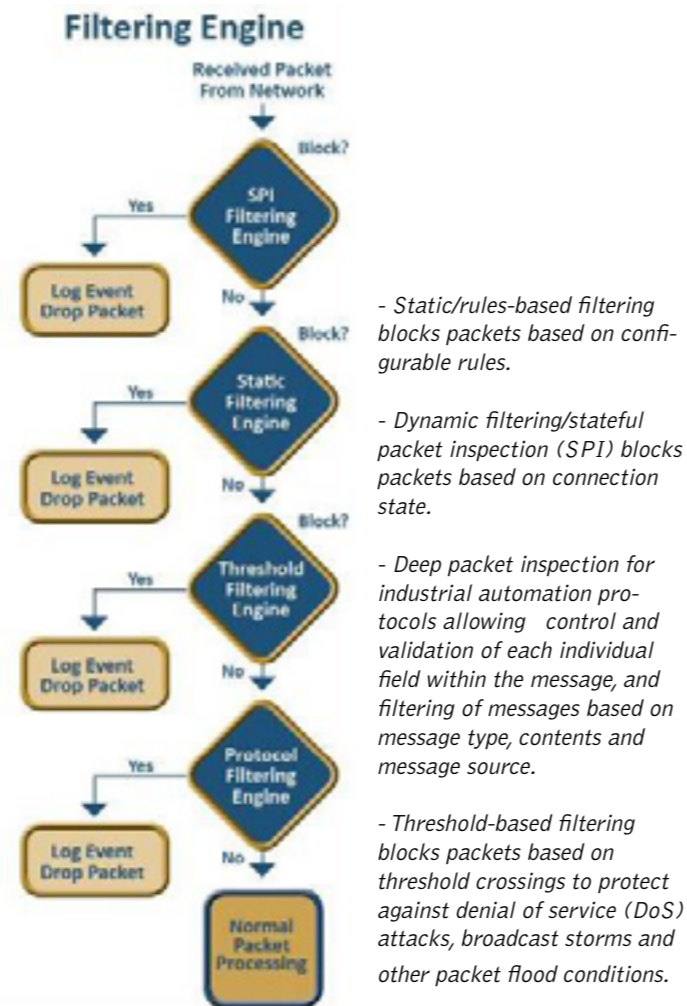 Filtering Engine
Received Packet
From Network
Block?
SPI
Filtering
Engine
Yes
Log Event
Drop Packet
No
Block?
Static
Filtering
Engine
Yes
Log Event
Drop Packet
No
Block?
Threshold
Filtering
Engine
Yes
Log Event
Drop Packet
No
Protocol
Filtering
Engine
Yes
Log Event
Drop Packet
No
Normal
Packet
Processing
- Static/rules-based filtering
blocks packets based on confi-
gurable rules.
- Dynamic filtering/stateful
packet inspection (SPI) blocks
packets based on connection
state.
- Deep packet inspection for
industrial automation pro-
tocols allowing control and
validation of each individual
field within the message, and
filtering of messages based on
message type, contents and
message source.
- Threshold-based filtering
blocks packets based on
threshold crossings to protect
against denial of service (DoS)
attacks, broadcast storms and
other packet flood conditions.